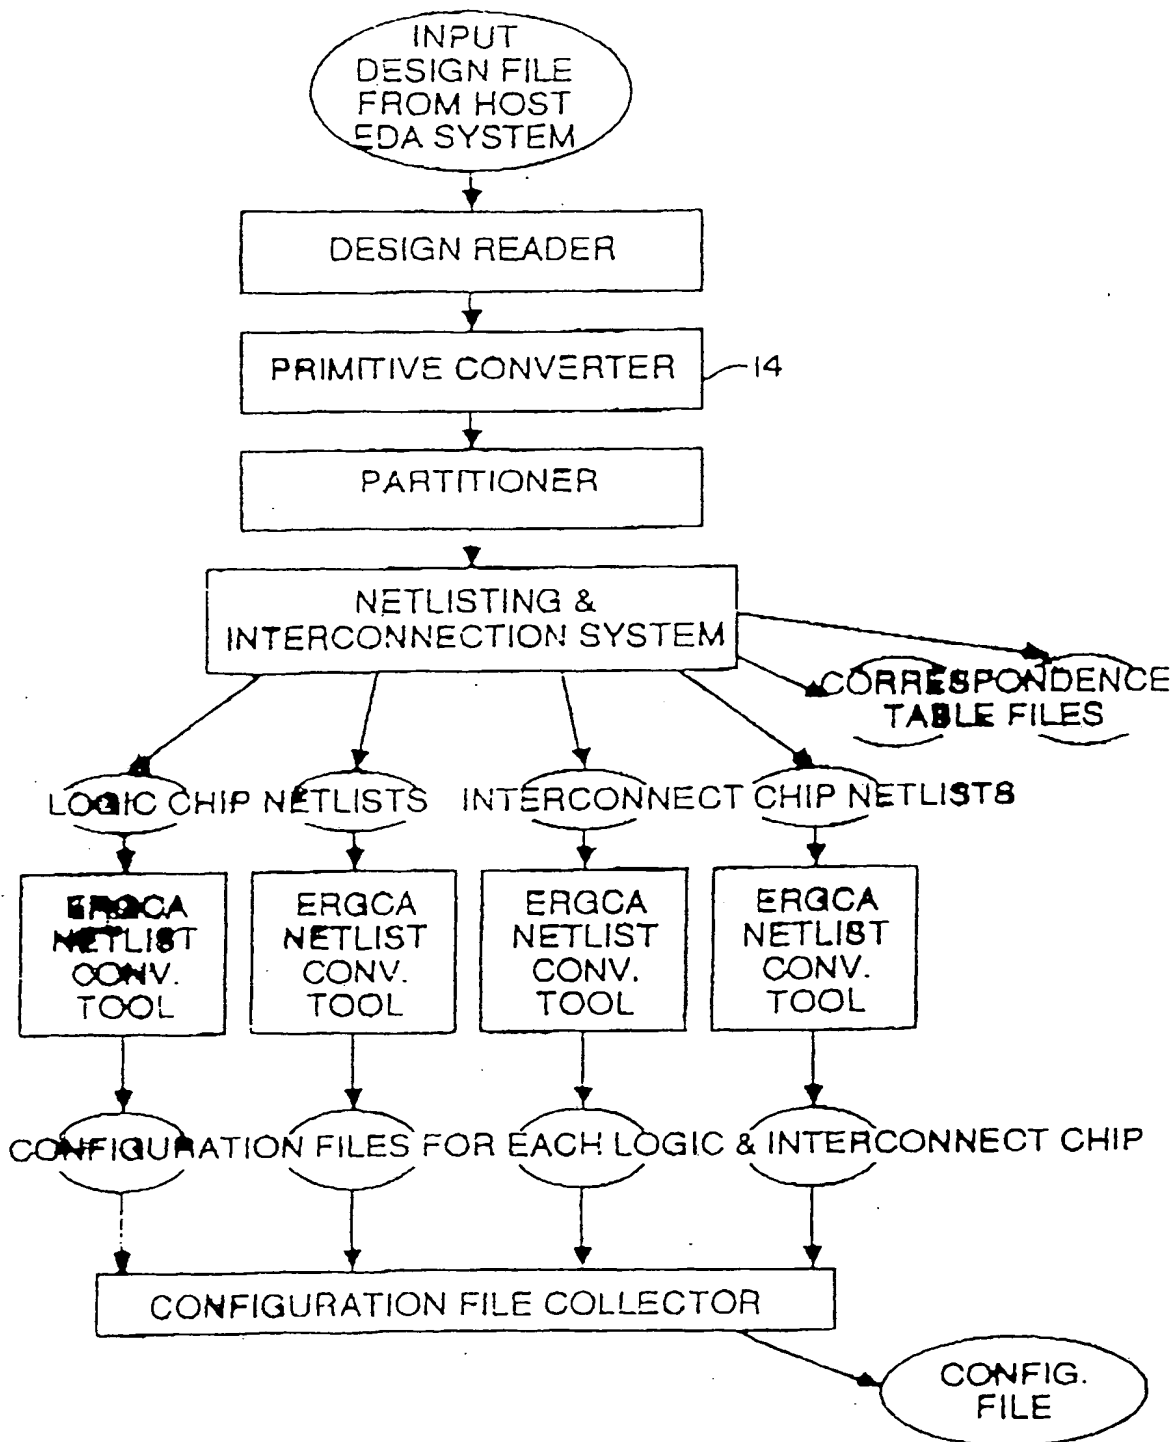 INPUT
DESIGN FILE
FROM HOST
EDA SYSTEM
DESIGN READER
PRIMITIVE CONVERTER
14
PARTITIONER
NETLISTING &
INTERCONNECTION SYSTEM
CORRESPONDENCE
TABLE FILES
LOGIC CHIP NETLISTS
INTERCONNECT CHIP NETLISTS
ERGCA
NETLIST
CONV.
TOOL
ERGCA
NETLIST
CONV.
TOOL
ERGCA
NETLIST
CONV.
TOOL
ERGCA
NETLIST
CONV.
TOOL
CONFIGURATION FILES FOR EACH LOGIC & INTERCONNECT CHIP
CONFIGURATION FILE COLLECTOR
CONFIG.
FILE